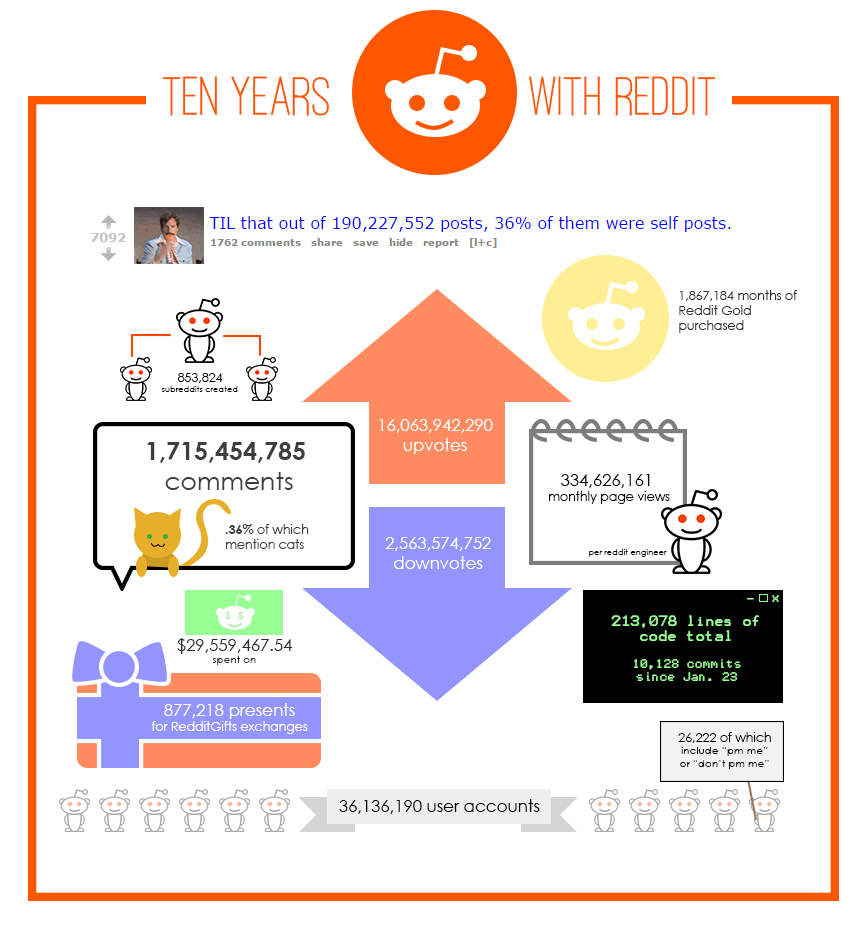 TEN YEARS WITH REDDIT
TIL that out of 190,227,552 posts, 36% of them were self posts.
7092
1762 comments share save hide report [l+c]
1,867,184 months of
Reddit Gold
purchased
853,824
subreddits created
16,063,942,290
upvotes
1,715,454,785
comments
.36% of which
mention cats
334,626,161
monthly page views
per reddit engineer
2,563,574,752
downvotes
$ $
$29,559,467.54
spent on
877,218 presents
for RedditGifts exchanges
213,078 lines of
code total
10,128 commits
since Jan. 23
26,222 of which
include “pm me”
or “don’t pm me”
36,136,190 user accounts